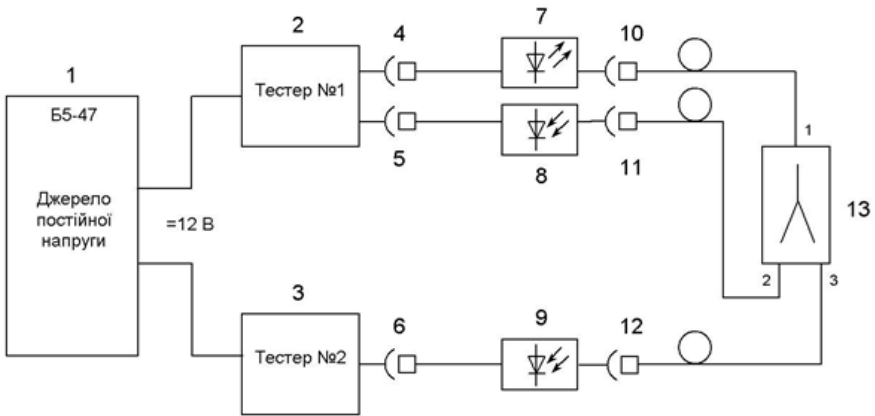 1
Б5-47
Джерело
постійної
напруги
=12 В
2
Тестер №1
4
5
7
8
10
11
1
13
2
3
3
Тестер №2
6
9
12